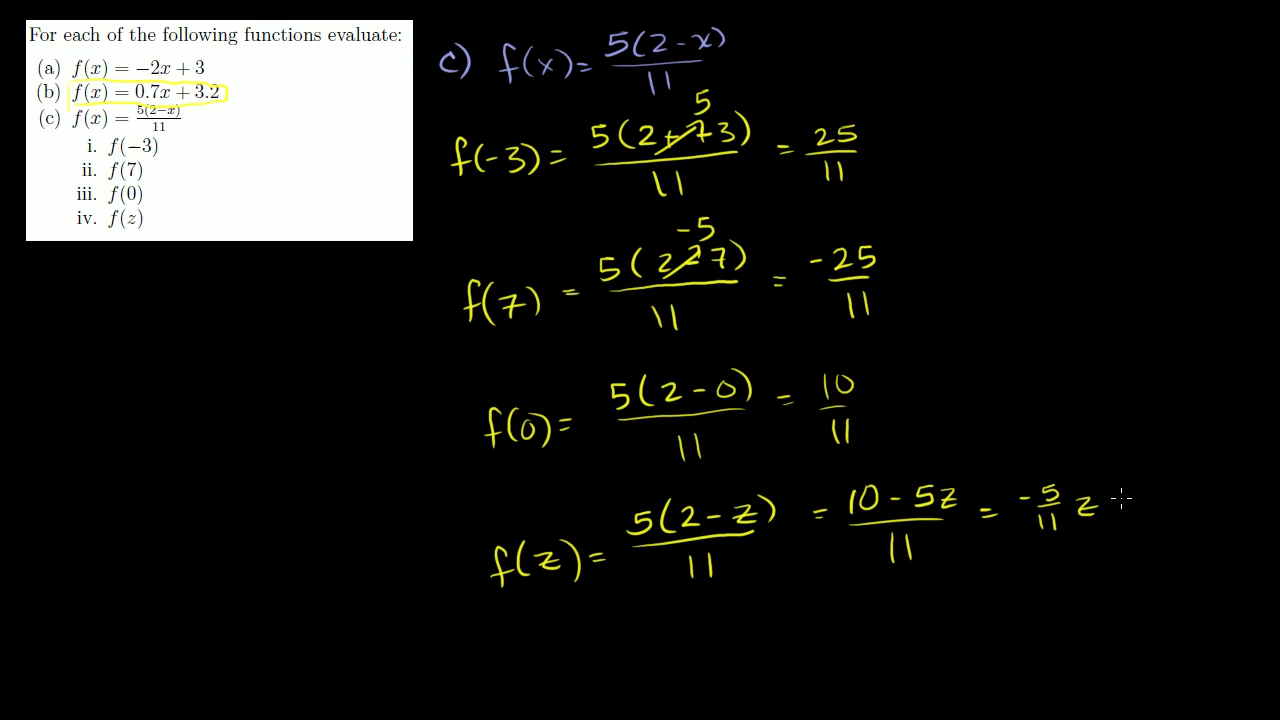 For each of the following functions evaluate:
(a) f(x) = −2x + 3
(b) f(x) = 0.7x + 3.2
(c) f(x) = 5(2−x)/11
i. f(−3)
ii. f(7)
iii. f(0)
iv. f(z)
c) f(x) = 5(2-x)/11
5
f(-3) = 5(2+3)/11 = 25/11
-5
f(7) = 5(2-7)/11 = -25/11
f(0) = 5(2-0)/11 = 10/11
f(z) = 5(2-z)/11 = 10-5z/11 = -5/11 z